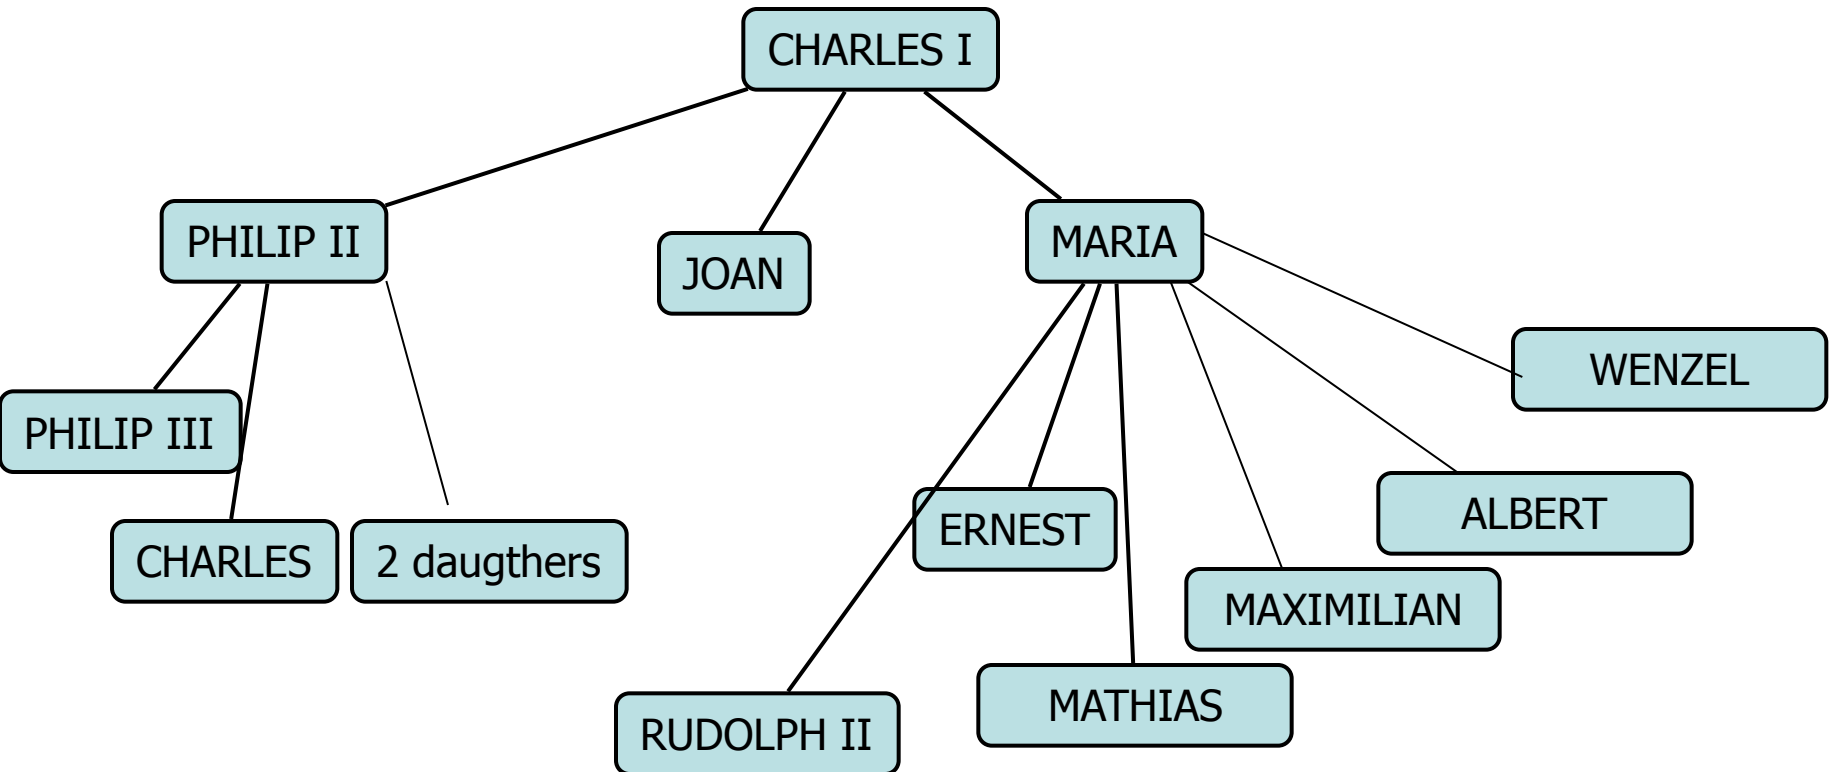 CHARLES I
PHILIP II
JOAN
MARIA
PHILIP III
CHARLES
2 daugthers
ERNEST
WENZEL
ALBERT
MAXIMILIAN
MATHIAS
RUDOLPH II